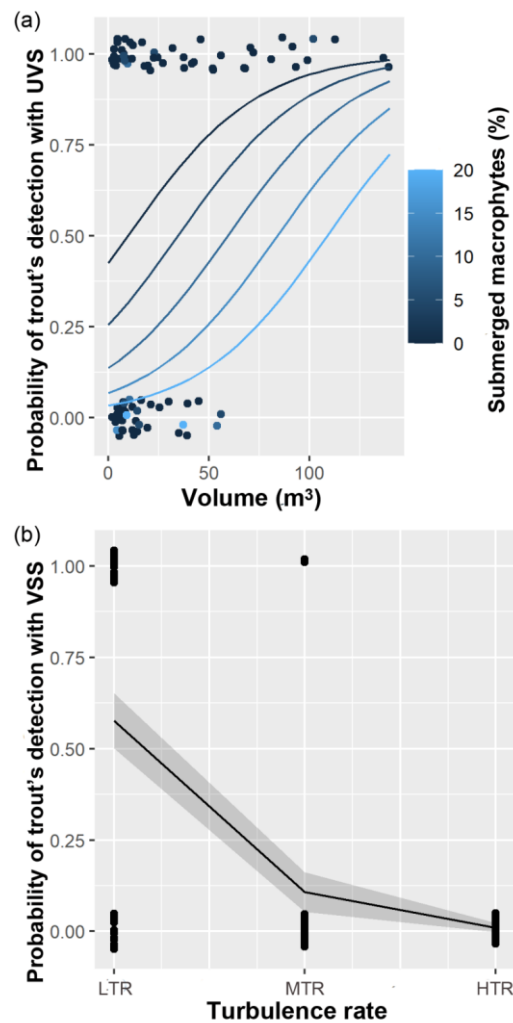 (a)
Probability of trout's detection with UVS
1.00
0.75
0.50
0.25
0.00
0
50
100
Volume (m³)
Submerged macrophytes (%)
20
15
10
5
0
(b)
Probability of trout's detection with VSS
1.00
0.75
0.50
0.25
0.00
LTR
MTR
HTR
Turbulence rate